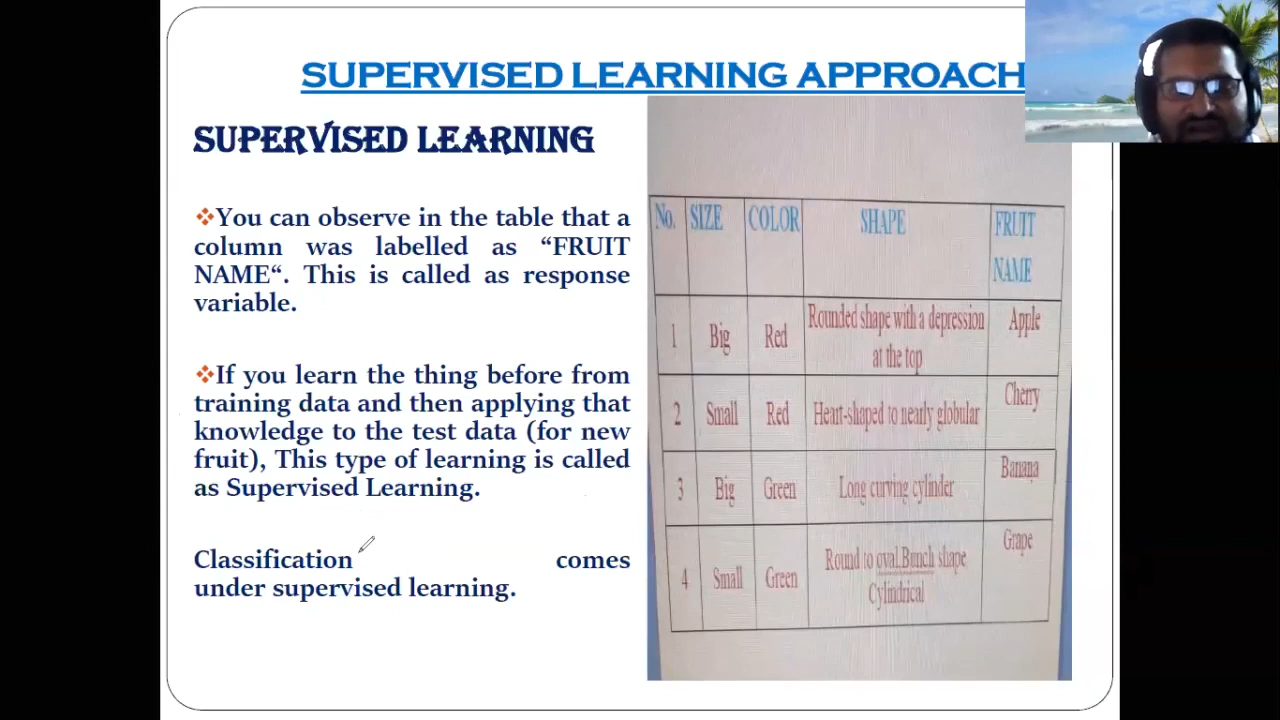 SUPERVISED LEARNING APPROACH
SUPERVISED LEARNING
❖You can observe in the table that a
column was labelled as “FRUIT
NAME“. This is called as response
variable.
❖If you learn the thing before from
training data and then applying that
knowledge to the test data (for new
fruit), This type of learning is called
as Supervised Learning.
Classification comes
under supervised learning.
No. SIZE COLOR SHAPE FRUIT
NAME
1 Big Red Rounded shape with a depression
at the top Apple
2 Small Red Heart-shaped to nearly globular Cherry
3 Big Green Long curving cylinder Banana
4 Small Green Round to oval.Bunch shape
Cylindrical Grape